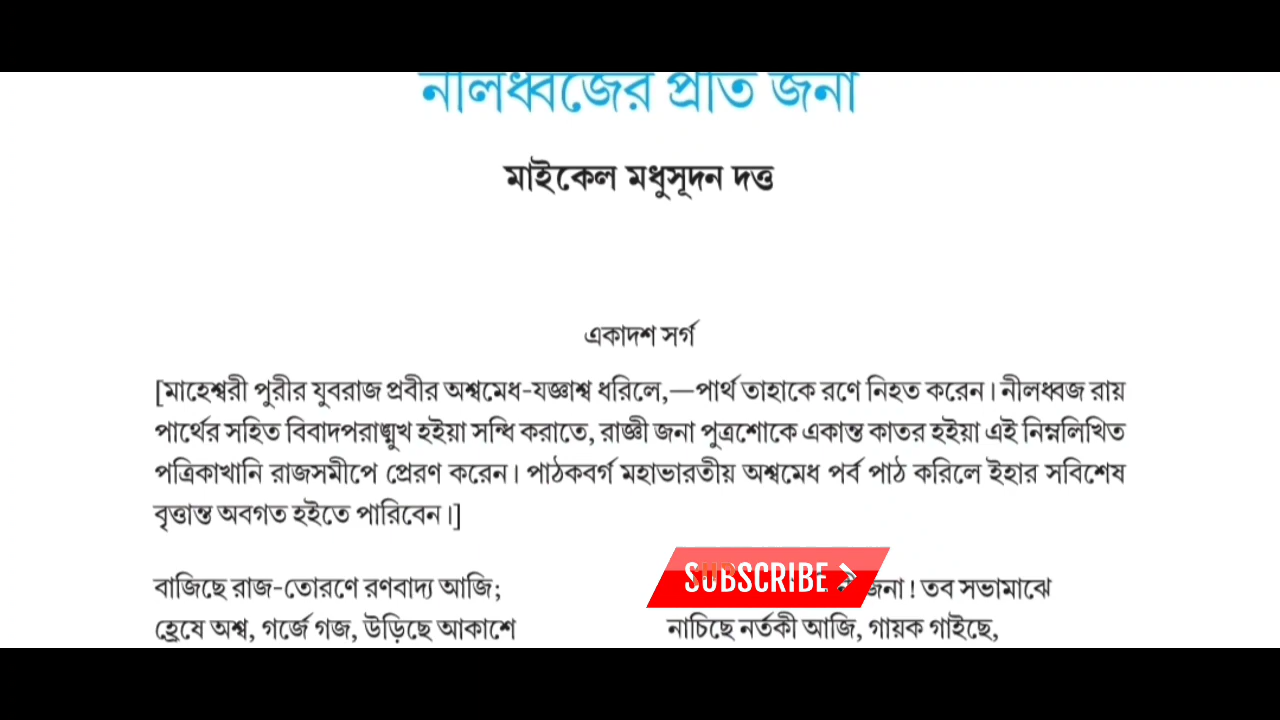 নীলধ্বজের প্রতি জনা
মাইকেল মধুসূদন দত্ত
একাদশ সর্গ
[মাহেশ্বরী পুরীর যুবরাজ প্রবীর অশ্বমেধ-যজ্ঞাশ্ব ধরিলে,—পার্থ তাহাকে রণে নিহত করেন। নীলধ্বজ রায়
পার্থের সহিত বিবাদপরাঙ্মুখ হইয়া সন্ধি করাতে, রাজ্ঞী জনা পুত্রশোকে একান্ত কাতর হইয়া এই নিম্নলিখিত
পত্রিকাখানি রাজসমীপে প্রেরণ করেন। পাঠকবর্গ মহাভারতীয় অশ্বমেধ পর্ব পাঠ করিলে ইহার সবিশেষ
বৃত্তান্ত অবগত হইতে পারিবেন।]
বাজিছে রাজ-তোরণে রণবাদ্য আজি;
হ্রেষে অশ্ব, গর্জে গজ, উড়িছে আকাশে
SUBSCRIBE
জনা! তব সভামাঝে
নাচিছে নর্তকী আজি, গায়ক গাইছে,